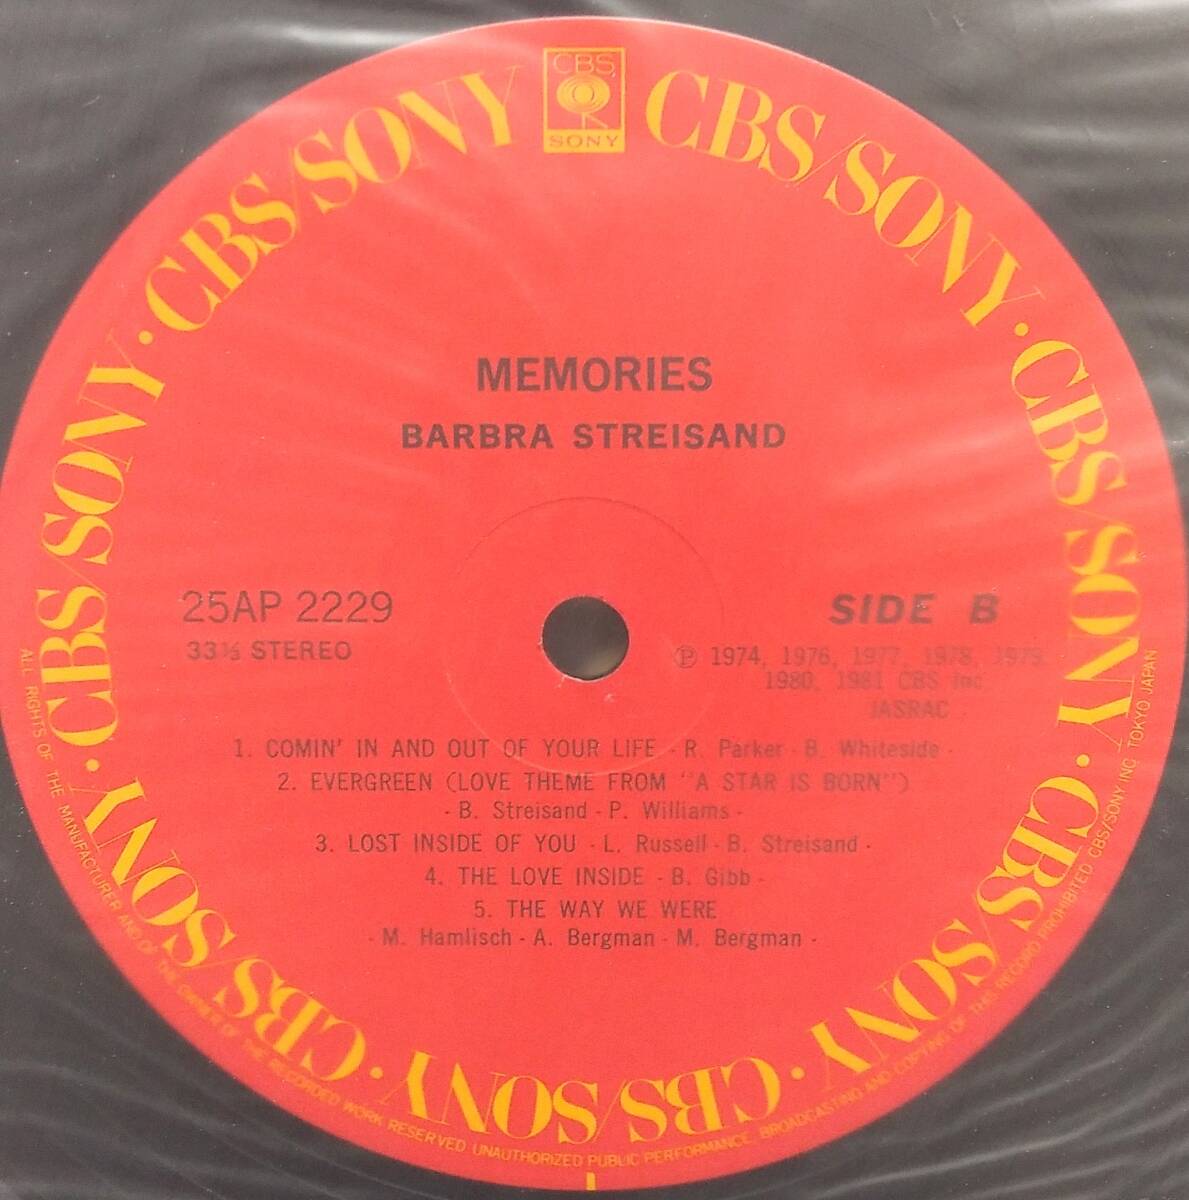 CBS
SONY
CBS/SONY · CBS/SONY · CBS/SONY · CBS/SONY · CBS/SONY · CBS/SONY · CBS/SONY · CBS/SONY
MEMORIES
BARBRA STREISAND
25AP 2229
33⅓ STEREO
SIDE B
Ⓟ 1974, 1976, 1977, 1978, 1979,
1980, 1981 CBS Inc.
JASRAC
1. COMIN' IN AND OUT OF YOUR LIFE - R. Parker - B. Whiteside -
2. EVERGREEN (LOVE THEME FROM "A STAR IS BORN")
- B. Streisand - P. Williams -
3. LOST INSIDE OF YOU - L. Russell - B. Streisand -
4. THE LOVE INSIDE - B. Gibb -
5. THE WAY WE WERE
- M. Hamlisch - A. Bergman - M. Bergman -
ALL RIGHTS OF THE MANUFACTURER AND OF THE OWNER OF THE RECORDED WORK RESERVED UNAUTHORIZED PUBLIC PERFORMANCE BROADCASTING AND COPYING OF THIS RECORD PROHIBITED CBS/SONY INC. TOKYO JAPAN